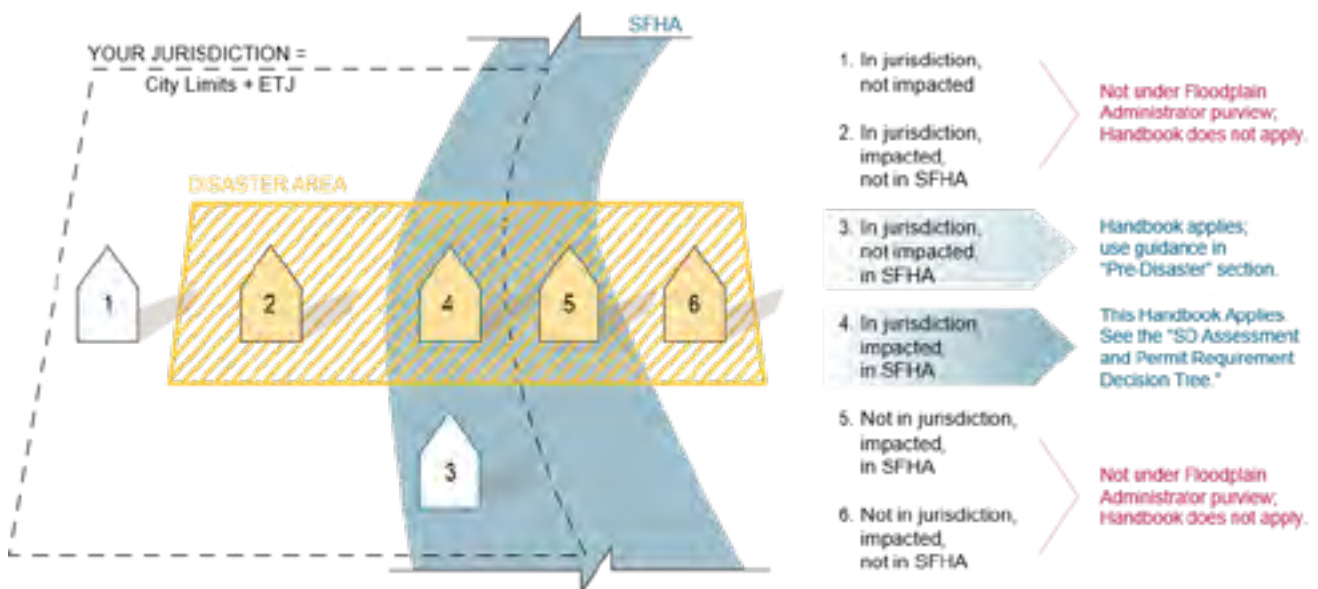 SFHA
YOUR JURISDICTION =
City Limits + ETJ
DISASTER AREA
1
2
4
5
6
3
1. In jurisdiction,
not impacted
2. In jurisdiction,
impacted,
not in SFHA
Not under Floodplain
Administrator purview;
Handbook does not apply.
3. In jurisdiction,
not impacted,
in SFHA
Handbook applies;
use guidance in
"Pre-Disaster" section.
4. In jurisdiction,
impacted,
in SFHA
This Handbook Applies.
See the "SD Assessment
and Permit Requirement
Decision Tree."
5. Not in jurisdiction,
impacted,
in SFHA
6. Not in jurisdiction,
impacted,
not in SFHA
Not under Floodplain
Administrator purview;
Handbook does not apply.